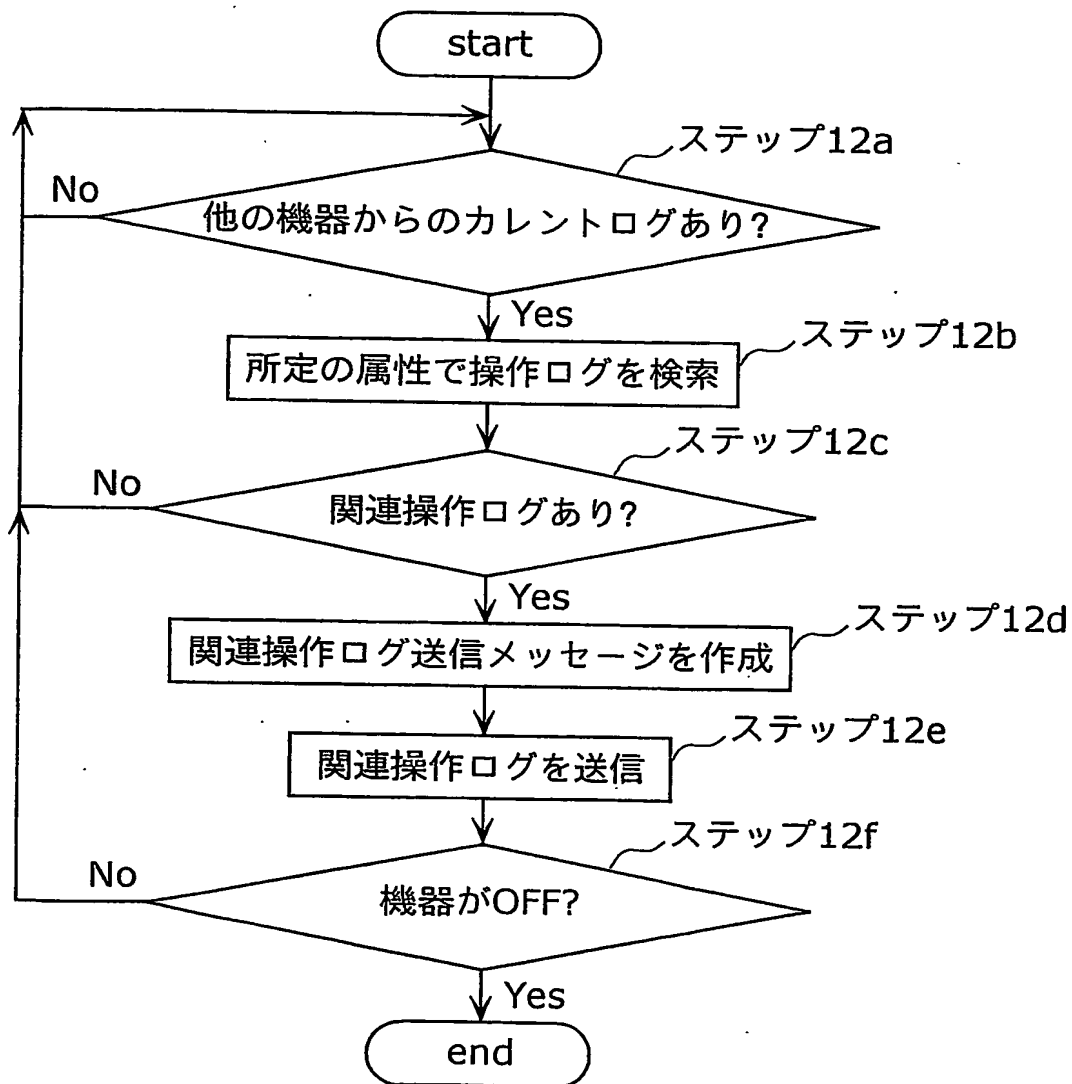 start
ステップ12a
No
他の機器からのカレントログあり?
Yes
ステップ12b
所定の属性で操作ログを検索
ステップ12c
No
関連操作ログあり?
Yes
ステップ12d
関連操作ログ送信メッセージを作成
ステップ12e
関連操作ログを送信
ステップ12f
No
機器がOFF?
Yes
end